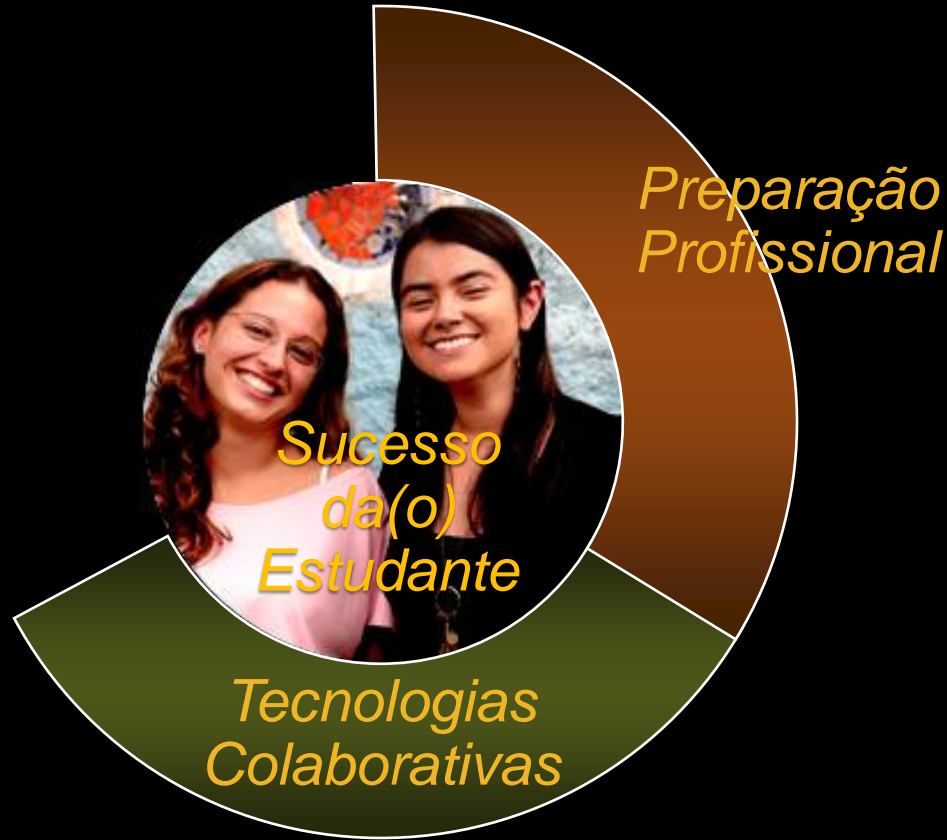 Preparação
Profissional
Sucesso
da(o)
Estudante
Tecnologias
Colaborativas